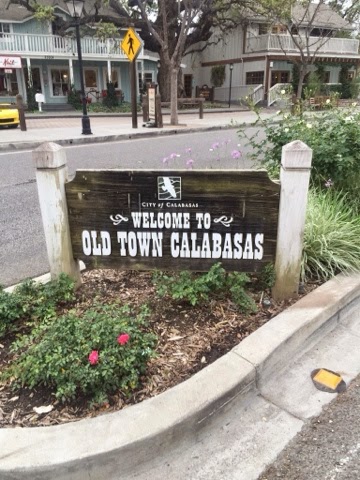 City of Calabasas
WELCOME TO
OLD TOWN CALABASAS